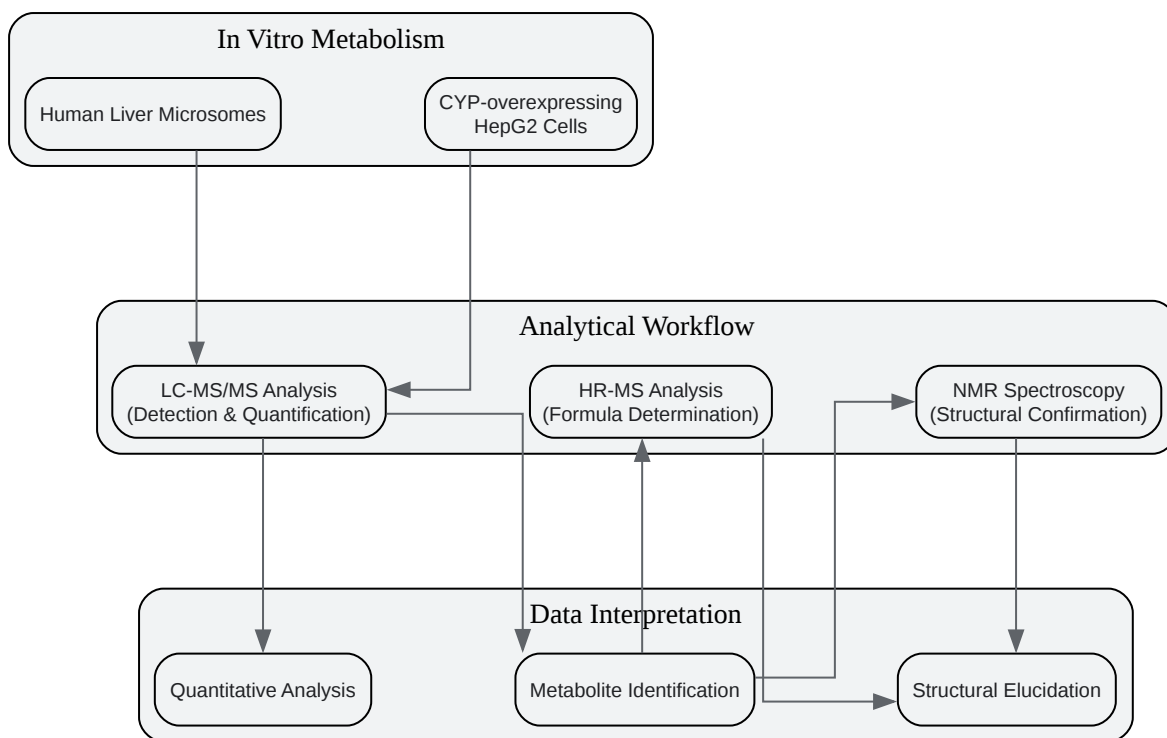 In Vitro Metabolism
Human Liver Microsomes
CYP-overexpressing
HepG2 Cells
Analytical Workflow
LC-MS/MS Analysis
(Detection & Quantification)
HR-MS Analysis
(Formula Determination)
NMR Spectroscopy
(Structural Confirmation)
Data Interpretation
Quantitative Analysis
Metabolite Identification
Structural Elucidation